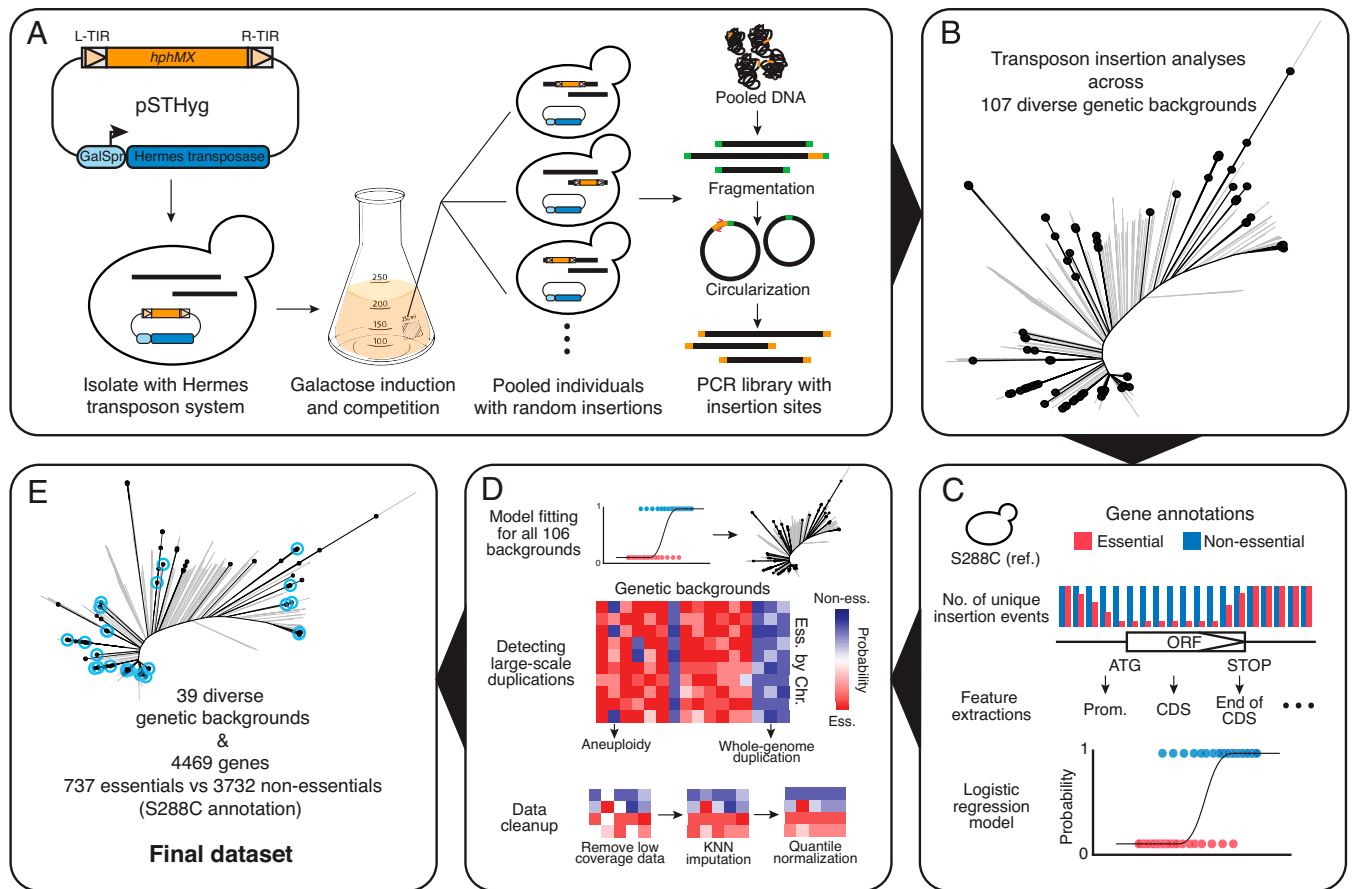 A
L-TIR
R-TIR
hphMX
pSTHyg
GalSpr
Hermes transposase
Isolate with Hermes
transposon system
250
200
150
100
Galactose induction
and competition
Pooled individuals
with random insertions
Pooled DNA
Fragmentation
Circularization
PCR library with
insertion sites
B
Transposon insertion analyses
across
107 diverse genetic backgrounds
E
39 diverse
genetic backgrounds
&
4469 genes
737 essentials vs 3732 non-essentials
(S288C annotation)
Final dataset
D
Model fitting
for all 106
backgrounds
1
0
Genetic backgrounds
Detecting
large-scale
duplications
Ess. by Chr.
Non-ess.
Probability
Ess.
Aneuploidy
Whole-genome
duplication
Data
cleanup
Remove low
coverage data
KNN
imputation
Quantile
normalization
C
S288C (ref.)
Gene annotations
Essential
Non-essential
No. of unique
insertion events
ORF
ATG
STOP
Feature
extractions
Prom.
CDS
End of
CDS
Logistic
regression
model
Probability
1
0